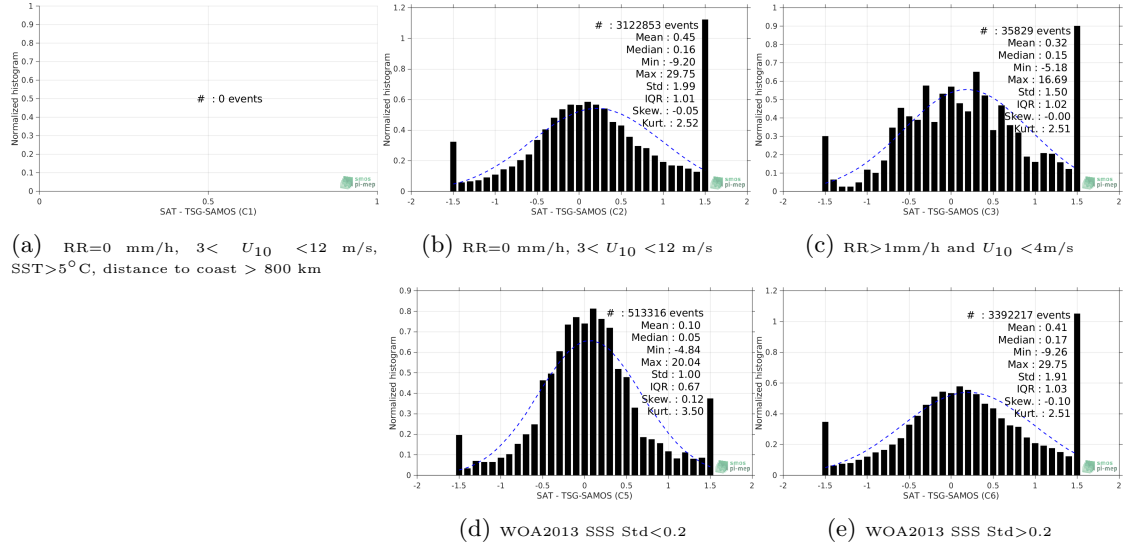 1
0.9
0.8
0.7
0.6
0.5
0.4
0.3
0.2
0.1
0
Normalized histogram
# : 0 events
smos
pi-mep
0 0.5 1
SAT - TSG-SAMOS (C1)
(a) RR=0 mm/h, 3< U10 <12 m/s,
SST>5°C, distance to coast > 800 km
1.2
1
0.8
0.6
0.4
0.2
0
Normalized histogram
# : 3122853 events
Mean : 0.45
Median : 0.16
Min : -9.20
Max : 29.75
Std : 1.99
IQR : 1.01
Skew. : -0.05
Kurt. : 2.52
smos
pi-mep
-2 -1.5 -1 -0.5 0 0.5 1 1.5 2
SAT - TSG-SAMOS (C2)
(b) RR=0 mm/h, 3< U10 <12 m/s
1
0.9
0.8
0.7
0.6
0.5
0.4
0.3
0.2
0.1
0
Normalized histogram
# : 35829 events
Mean : 0.32
Median : 0.15
Min : -5.18
Max : 16.69
Std : 1.50
IQR : 1.02
Skew. : -0.00
Kurt. : 2.51
smos
pi-mep
-2 -1.5 -1 -0.5 0 0.5 1 1.5 2
SAT - TSG-SAMOS (C3)
(c) RR>1mm/h and U10 <4m/s
0.9
0.8
0.7
0.6
0.5
0.4
0.3
0.2
0.1
0
Normalized histogram
# : 513316 events
Mean : 0.10
Median : 0.05
Min : -4.84
Max : 20.04
Std : 1.00
IQR : 0.67
Skew. : 0.12
Kurt. : 3.50
smos
pi-mep
-2 -1.5 -1 -0.5 0 0.5 1 1.5 2
SAT - TSG-SAMOS (C5)
(d) WOA2013 SSS Std<0.2
1.2
1
0.8
0.6
0.4
0.2
0
Normalized histogram
# : 3392217 events
Mean : 0.41
Median : 0.17
Min : -9.26
Max : 29.75
Std : 1.91
IQR : 1.03
Skew. : -0.10
Kurt. : 2.51
smos
pi-mep
-2 -1.5 -1 -0.5 0 0.5 1 1.5 2
SAT - TSG-SAMOS (C6)
(e) WOA2013 SSS Std>0.2